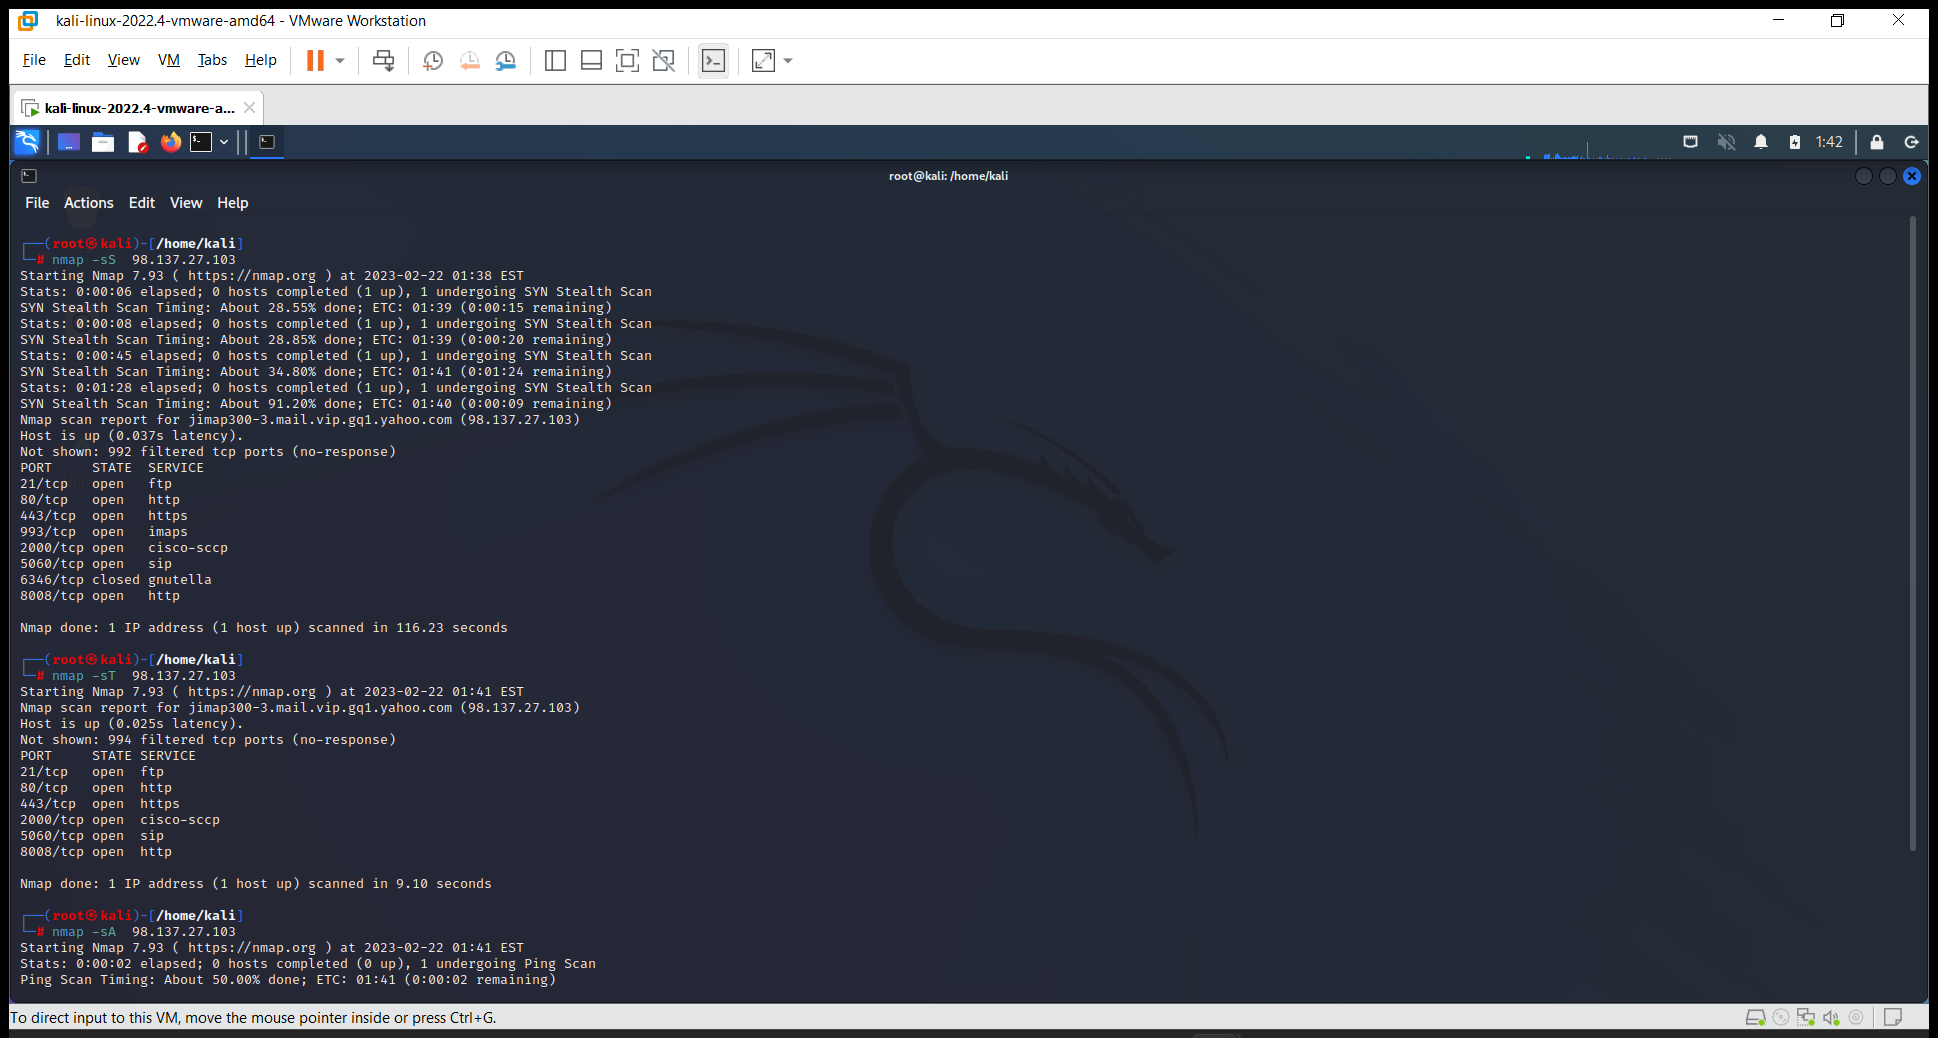 kali-linux-2022.4-vmware-amd64 - VMware Workstation
File Edit View VM Tabs Help
kali-linux-2022.4-vmware-a...
1:42
root@kali: /home/kali
File Actions Edit View Help
┌──(root㉿kali)-[/home/kali]
└─# nmap -sS  98.137.27.103
Starting Nmap 7.93 ( https://nmap.org ) at 2023-02-22 01:38 EST
Stats: 0:00:06 elapsed; 0 hosts completed (1 up), 1 undergoing SYN Stealth Scan
SYN Stealth Scan Timing: About 28.55% done; ETC: 01:39 (0:00:15 remaining)
Stats: 0:00:08 elapsed; 0 hosts completed (1 up), 1 undergoing SYN Stealth Scan
SYN Stealth Scan Timing: About 28.85% done; ETC: 01:39 (0:00:20 remaining)
Stats: 0:00:45 elapsed; 0 hosts completed (1 up), 1 undergoing SYN Stealth Scan
SYN Stealth Scan Timing: About 34.80% done; ETC: 01:41 (0:01:24 remaining)
Stats: 0:01:28 elapsed; 0 hosts completed (1 up), 1 undergoing SYN Stealth Scan
SYN Stealth Scan Timing: About 91.20% done; ETC: 01:40 (0:00:09 remaining)
Nmap scan report for jimap300-3.mail.vip.gq1.yahoo.com (98.137.27.103)
Host is up (0.037s latency).
Not shown: 992 filtered tcp ports (no-response)
PORT     STATE  SERVICE
21/tcp   open   ftp
80/tcp   open   http
443/tcp  open   https
993/tcp  open   imaps
2000/tcp open   cisco-sccp
5060/tcp open   sip
6346/tcp closed gnutella
8008/tcp open   http
Nmap done: 1 IP address (1 host up) scanned in 116.23 seconds
┌──(root㉿kali)-[/home/kali]
└─# nmap -sT  98.137.27.103
Starting Nmap 7.93 ( https://nmap.org ) at 2023-02-22 01:41 EST
Nmap scan report for jimap300-3.mail.vip.gq1.yahoo.com (98.137.27.103)
Host is up (0.025s latency).
Not shown: 994 filtered tcp ports (no-response)
PORT     STATE SERVICE
21/tcp   open  ftp
80/tcp   open  http
443/tcp  open  https
2000/tcp open  cisco-sccp
5060/tcp open  sip
8008/tcp open  http
Nmap done: 1 IP address (1 host up) scanned in 9.10 seconds
┌──(root㉿kali)-[/home/kali]
└─# nmap -sA  98.137.27.103
Starting Nmap 7.93 ( https://nmap.org ) at 2023-02-22 01:41 EST
Stats: 0:00:02 elapsed; 0 hosts completed (0 up), 1 undergoing Ping Scan
Ping Scan Timing: About 50.00% done; ETC: 01:41 (0:00:02 remaining)
To direct input to this VM, move the mouse pointer inside or press Ctrl+G.